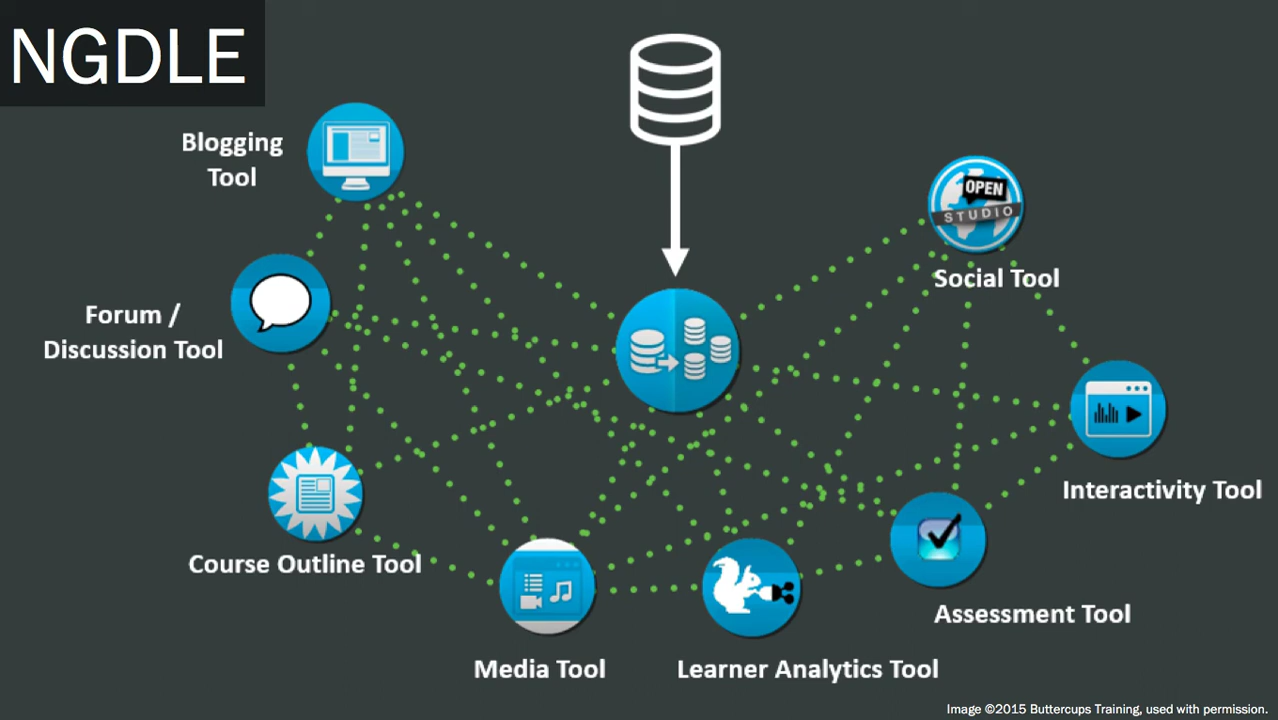 NGDLE
Blogging
Tool
OPEN
STUDIO
Social Tool
Forum /
Discussion Tool
Interactivity Tool
Course Outline Tool
Assessment Tool
Media Tool
Learner Analytics Tool
Image ©2015 Buttercups Training, used with permission.